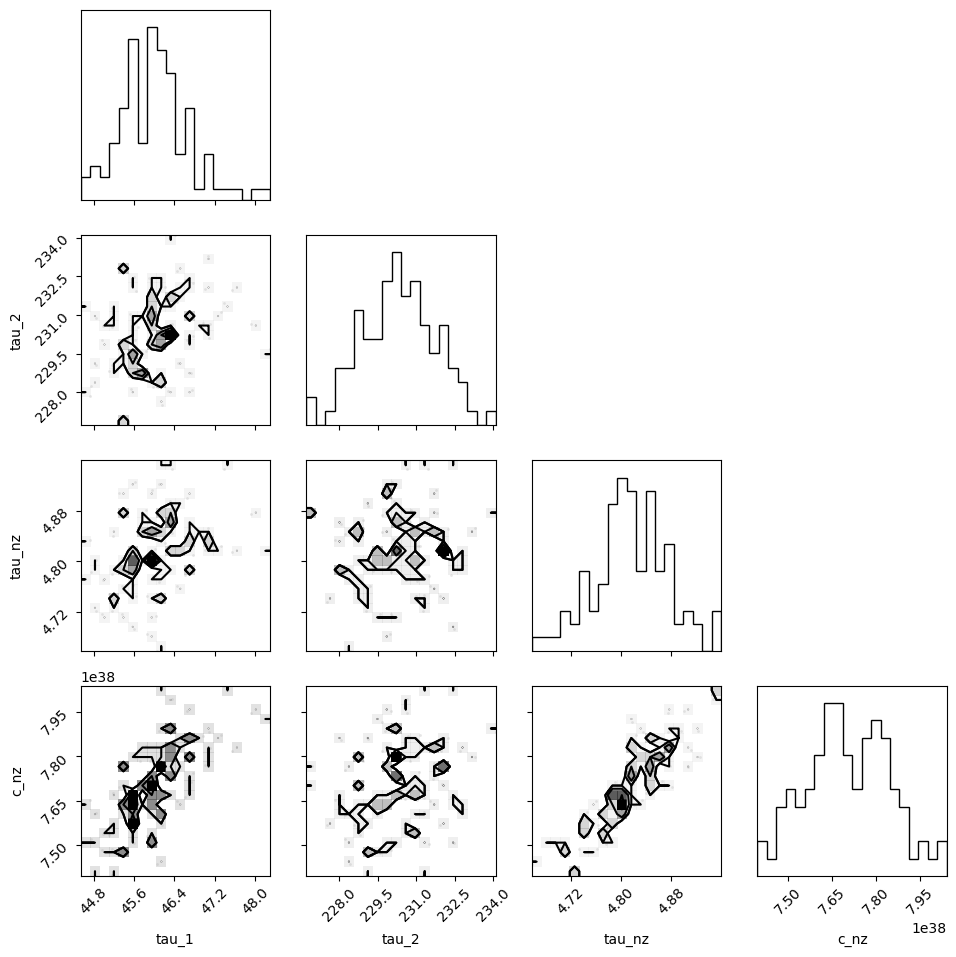 tau_2
234.0
232.5
231.0
229.5
228.0
tau_nz
4.88
4.80
4.72
1e38
c_nz
7.95
7.80
7.65
7.50
44.8 45.6 46.4 47.2 48.0
228.0 229.5 231.0 232.5 234.0
4.72 4.80 4.88
7.50 7.65 7.80 7.95
1e38
tau_1 tau_2 tau_nz c_nz